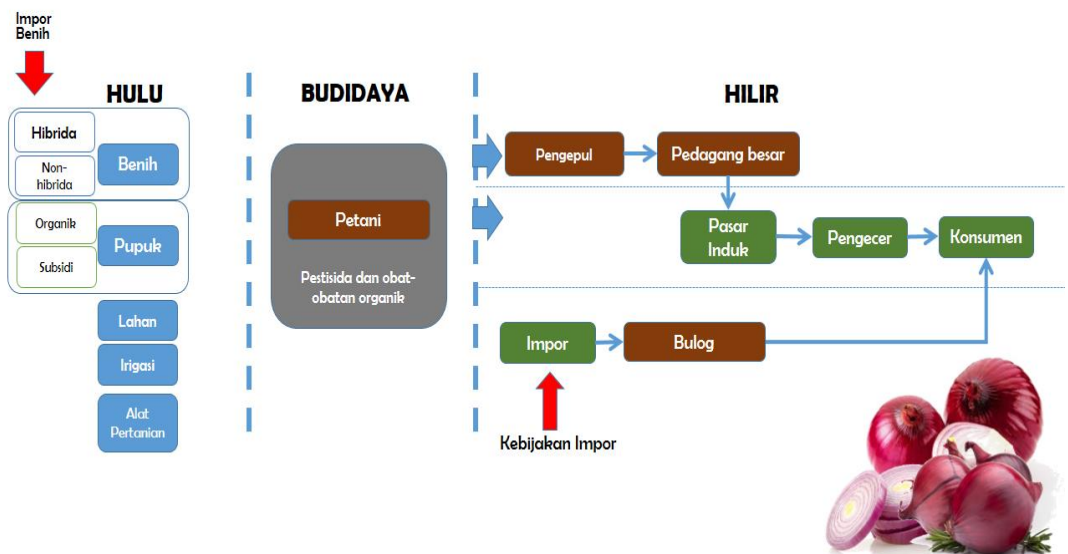 Impor
Benih
HULU
BUDIDAYA
HILIR
Hibrida
Non-
hibrida
Benih
Organik
Subsidi
Pupuk
Lahan
Irigasi
Alat
Pertanian
Petani
Pestisida dan obat-
obatan organik
Pengepul
Pedagang besar
Pasar
Induk
Pengecer
Konsumen
Impor
Bulog
Kebijakan Impor